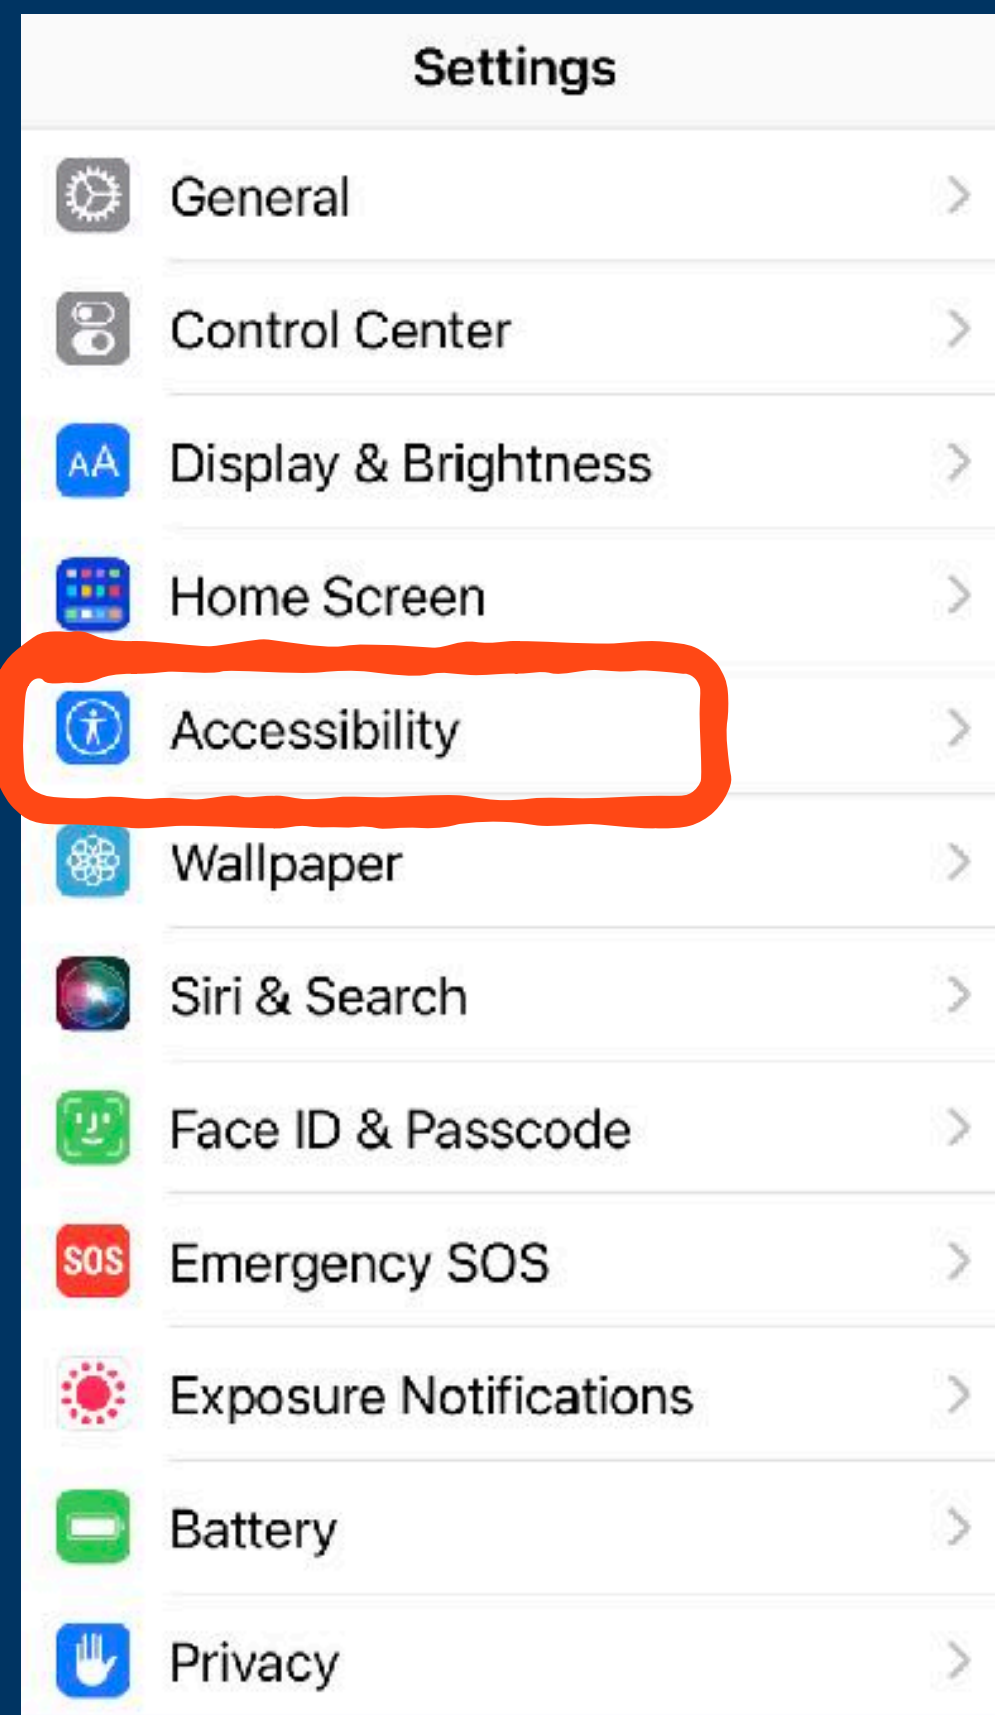 Settings
General
Control Center
AA Display & Brightness
Home Screen
Accessibility
Wallpaper
Siri & Search
Face ID & Passcode
SOS Emergency SOS
Exposure Notifications
Battery
Privacy